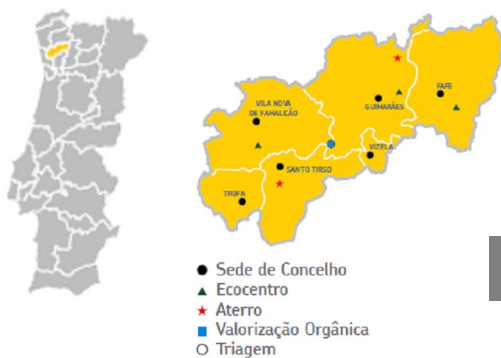 FAFE
GUIMARÃES
VILA NOVA
DE FAMALICÃO
VIZELA
SANTO TIRSO
TROFA
Sede de Concelho
Ecocentro
Aterro
Valorização Orgânica
Triagem